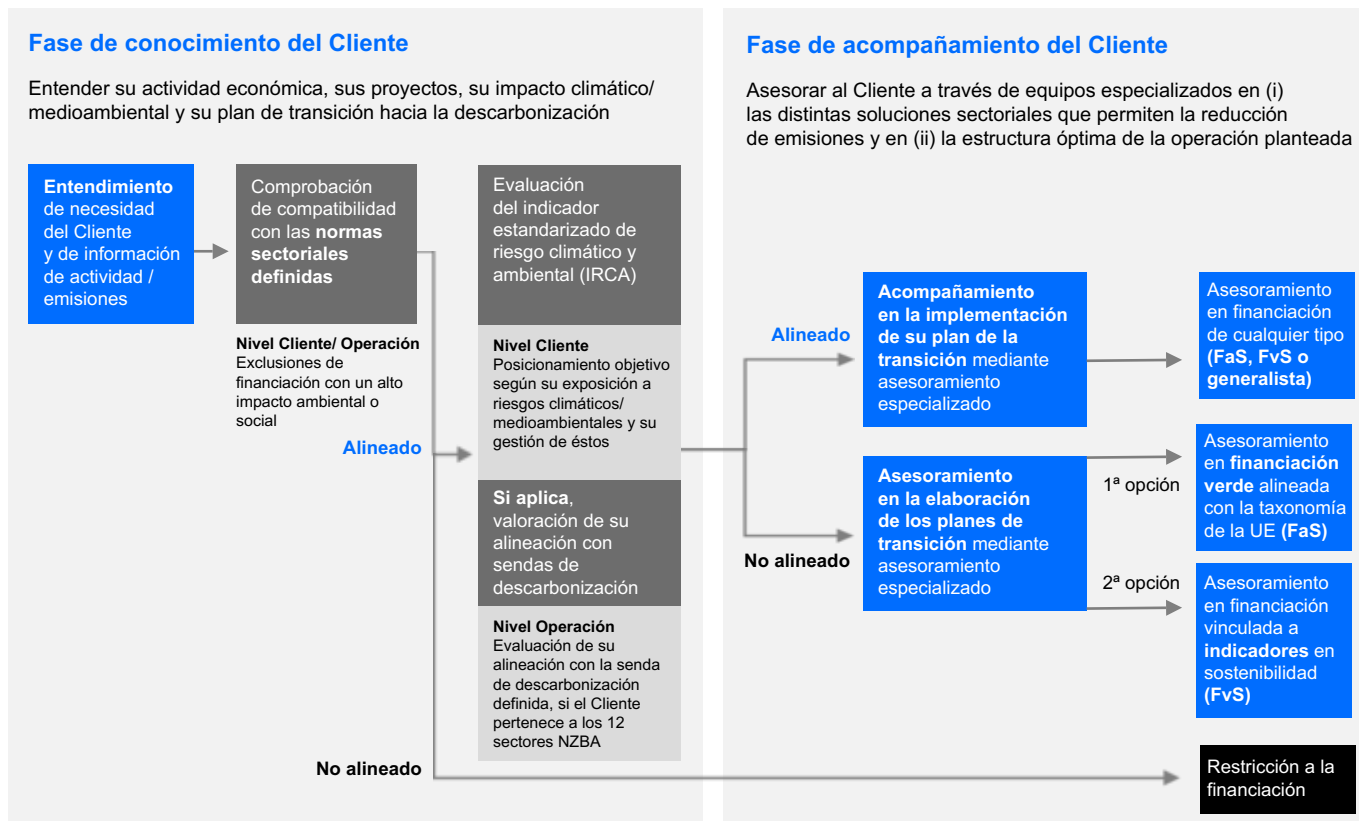 Fase de conocimiento del Cliente
Entender su actividad económica, sus proyectos, su impacto climático/
medioambiental y su plan de transición hacia la descarbonización
Entendimiento
de necesidad
del Cliente
y de información
de actividad /
emisiones
Comprobación
de compatibilidad
con las normas
sectoriales
definidas
Nivel Cliente/ Operación
Exclusiones de
financiación con un alto
impacto ambiental o
social
Alineado
No alineado
Evaluación
del indicador
estandarizado de
riesgo climático y
ambiental (IRCA)
Nivel Cliente
Posicionamiento objetivo
según su exposición a
riesgos climáticos/
medioambientales y su
gestión de éstos
Si aplica,
valoración de su
alineación con
sendas de
descarbonización
Nivel Operación
Evaluación de su
alineación con la senda
de descarbonización
definida, si el Cliente
pertenece a los 12
sectores NZBA
Fase de acompañamiento del Cliente
Asesorar al Cliente a través de equipos especializados en (i)
las distintas soluciones sectoriales que permiten la reducción
de emisiones y en (ii) la estructura óptima de la operación planteada
Alineado
Acompañamiento
en la implementación
de su plan de la
transición mediante
asesoramiento
especializado
Asesoramiento
en financiación
de cualquier tipo
(FaS, FvS o
generalista)
No alineado
Asesoramiento
en la elaboración
de los planes de
transición mediante
asesoramiento
especializado
1ª opción
Asesoramiento
en financiación
verde alineada
con la taxonomía
de la UE (FaS)
2ª opción
Asesoramiento
en financiación
vinculada a
indicadores en
sostenibilidad
(FvS)
Restricción a la
financiación